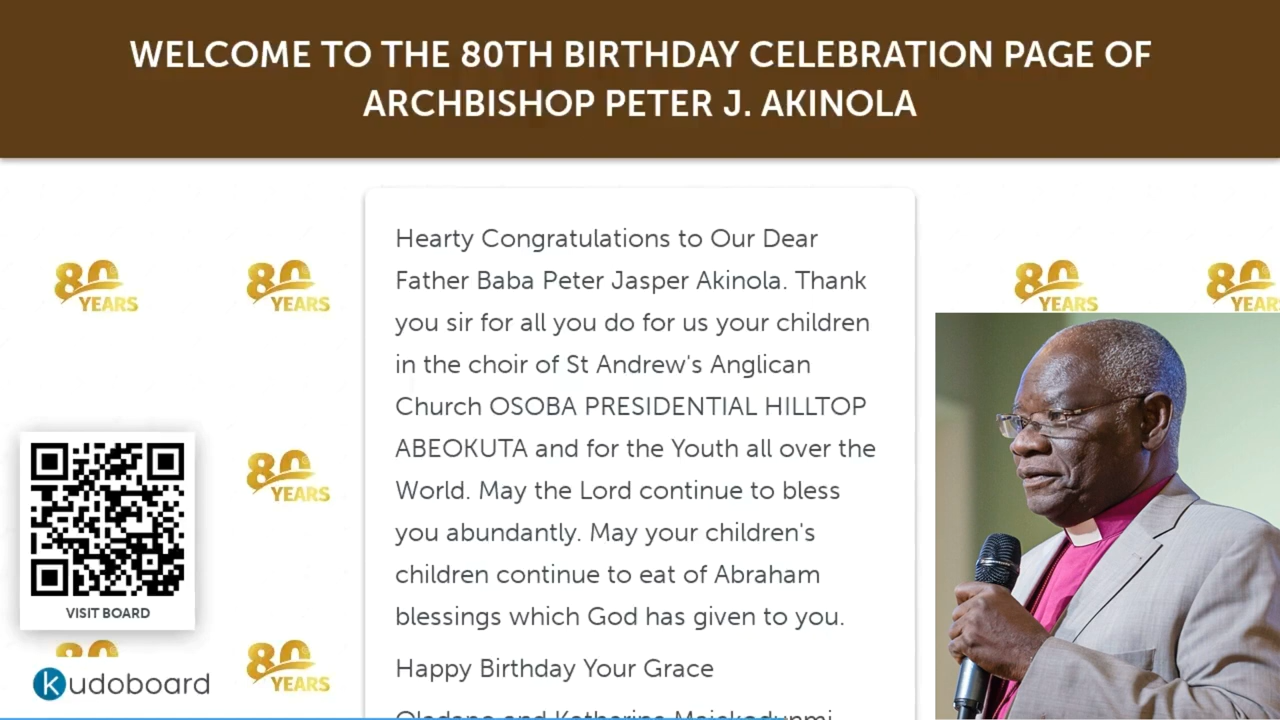 WELCOME TO THE 80TH BIRTHDAY CELEBRATION PAGE OF
ARCHBISHOP PETER J. AKINOLA
Hearty Congratulations to Our Dear
Father Baba Peter Jasper Akinola. Thank
you sir for all you do for us your children
in the choir of St Andrew's Anglican
Church OSOBA PRESIDENTIAL HILLTOP
ABEOKUTA and for the Youth all over the
World. May the Lord continue to bless
you abundantly. May your children's
children continue to eat of Abraham
blessings which God has given to you.
Happy Birthday Your Grace
80 YEARS
80 YEARS
80 YEARS
80 YEARS
80 YEARS
80
80 YEARS
VISIT BOARD
kudoboard